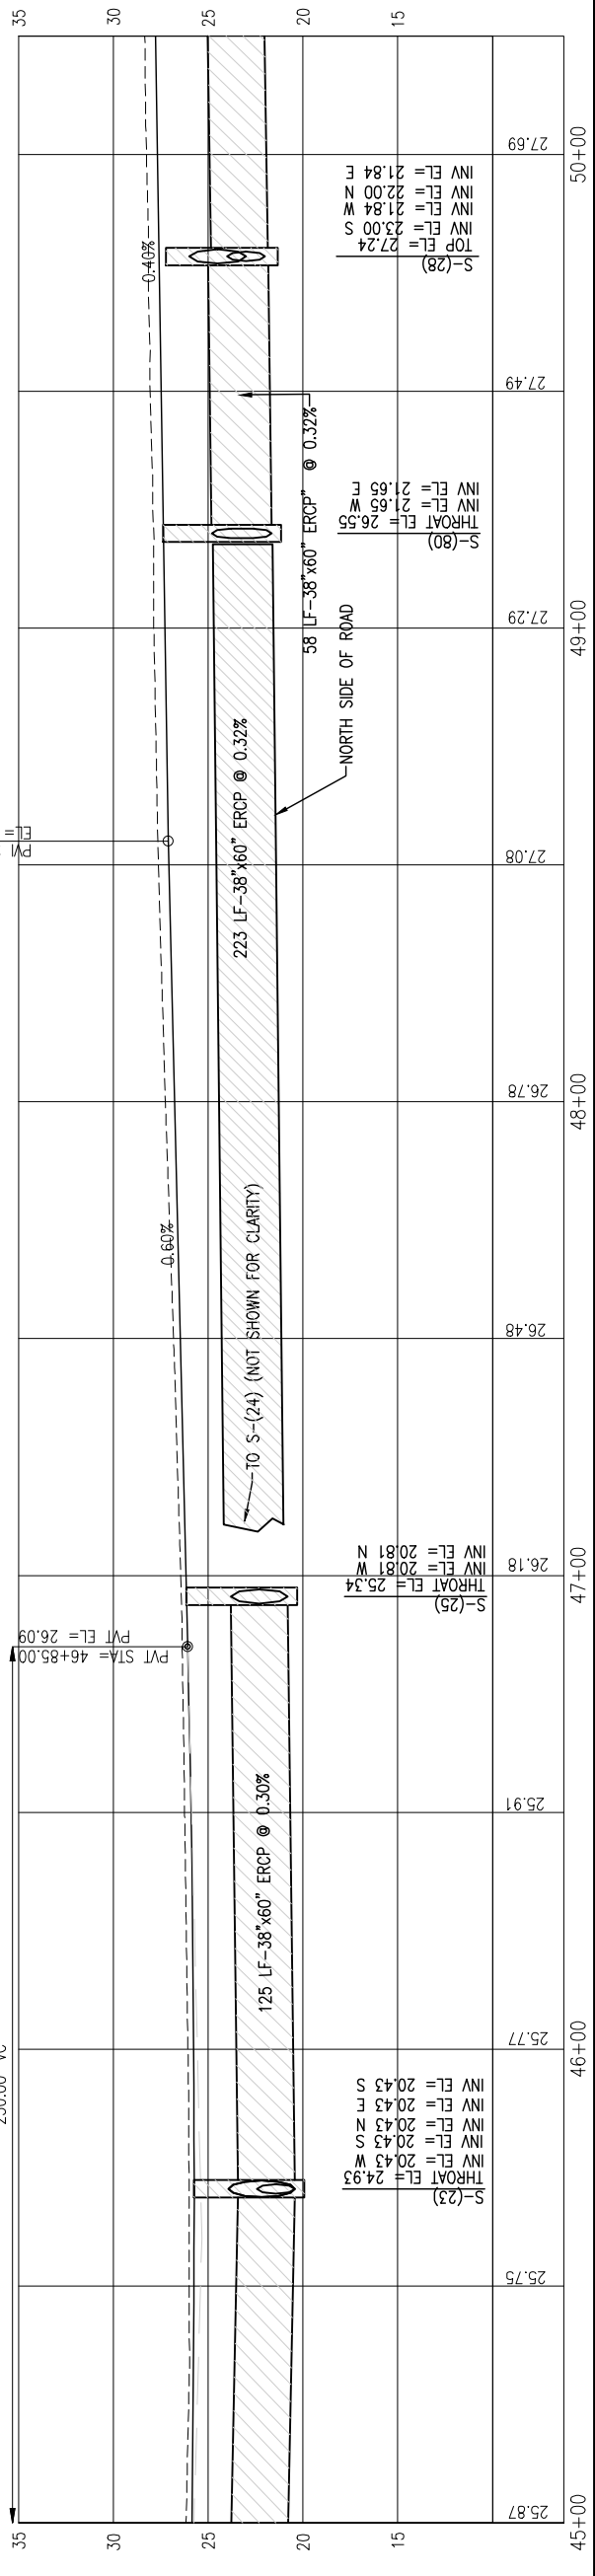 35
30
25
20
15
35
30
25
20
15
250.00' VC
PVT STA= 46+85.00
PVT EL= 26.09
PVI
EL=
0.60%
0.40%
125 LF-38"x60" ERCP @ 0.30%
TO S-(24) (NOT SHOWN FOR CLARITY)
223 LF-38"x60" ERCP @ 0.32%
NORTH SIDE OF ROAD
58 LF-38"x60" ERCP" @ 0.32%
S-(23)
THROAT EL= 24.93
INV EL= 20.43 W
INV EL= 20.43 S
INV EL= 20.43 N
INV EL= 20.43 E
INV EL= 20.43 S
S-(25)
THROAT EL= 25.34
INV EL= 20.81 W
INV EL= 20.81 N
S-(80)
THROAT EL= 26.55
INV EL= 21.65 W
INV EL= 21.65 E
S-(28)
TOP EL= 27.24
INV EL= 23.00 S
INV EL= 21.84 W
INV EL= 22.00 N
INV EL= 21.84 E
25.87
25.75
25.77
25.91
26.18
26.48
26.78
27.08
27.29
27.49
27.69
45+00
46+00
47+00
48+00
49+00
50+00